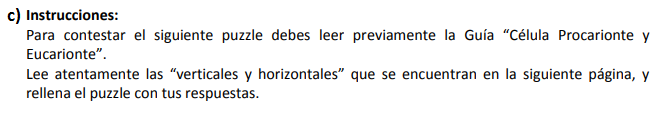 c) Instrucciones:
Para contestar el siguiente puzzle debes leer previamente la Guía “Célula Procarionte y
Eucarionte”.
Lee atentamente las “verticales y horizontales” que se encuentran en la siguiente página, y
rellena el puzzle con tus respuestas.